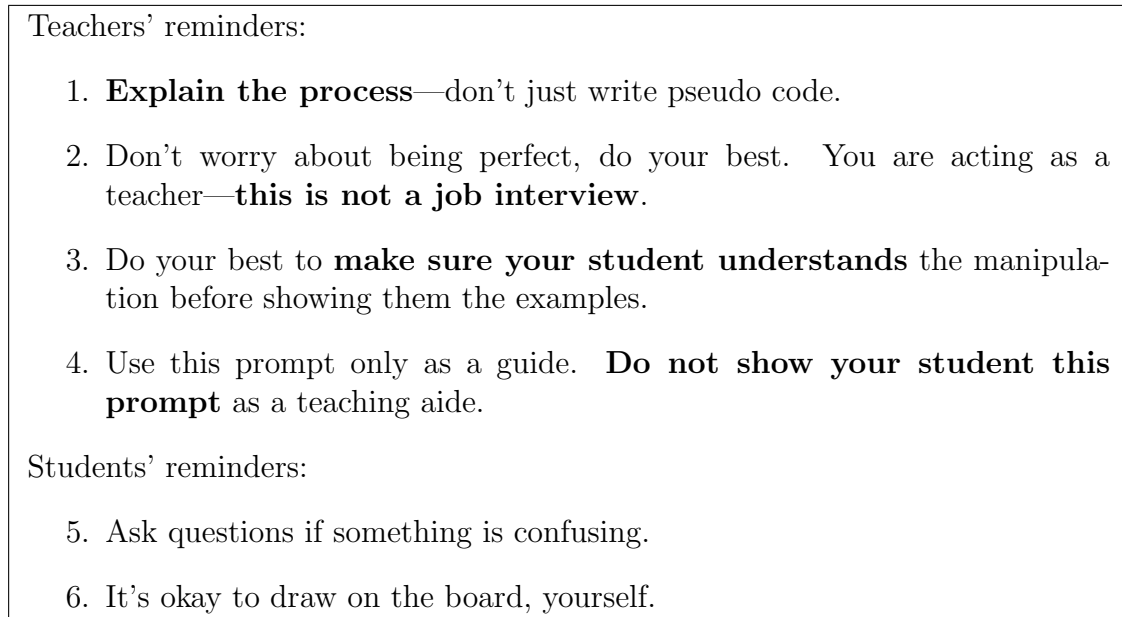 Teachers’ reminders:
1. Explain the process—don’t just write pseudo code.
2. Don’t worry about being perfect, do your best. You are acting as a
teacher—this is not a job interview.
3. Do your best to make sure your student understands the manipula-
tion before showing them the examples.
4. Use this prompt only as a guide. Do not show your student this
prompt as a teaching aide.
Students’ reminders:
5. Ask questions if something is confusing.
6. It’s okay to draw on the board, yourself.